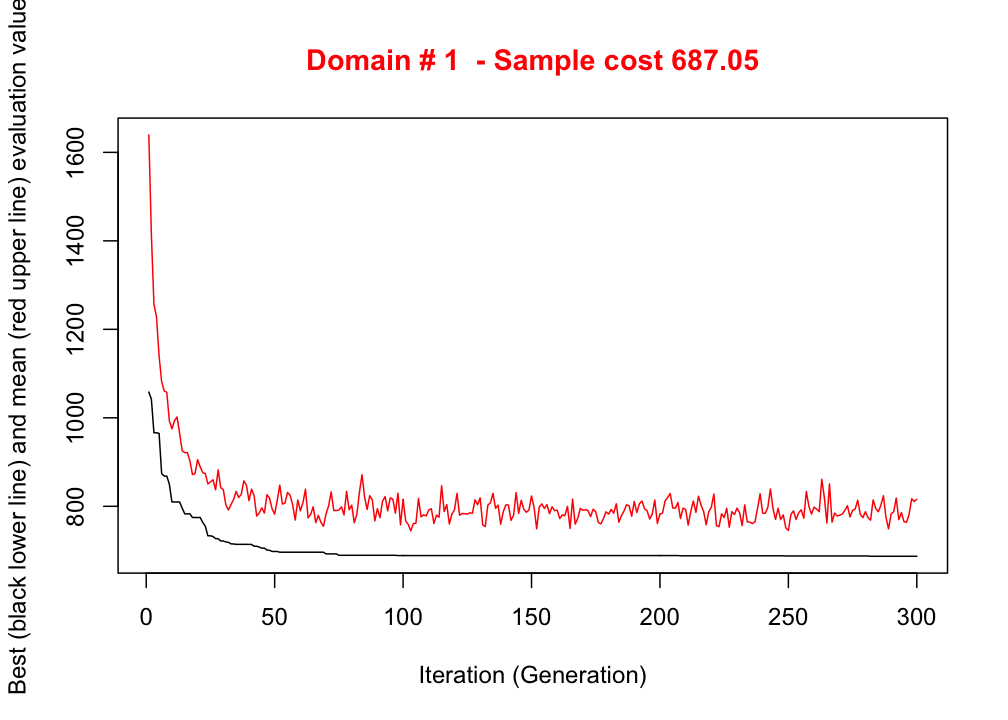 Domain # 1  - Sample cost 687.05
Best (black lower line) and mean (red upper line) evaluation value
1600
1400
1200
1000
800
0 50 100 150 200 250 300
Iteration (Generation)